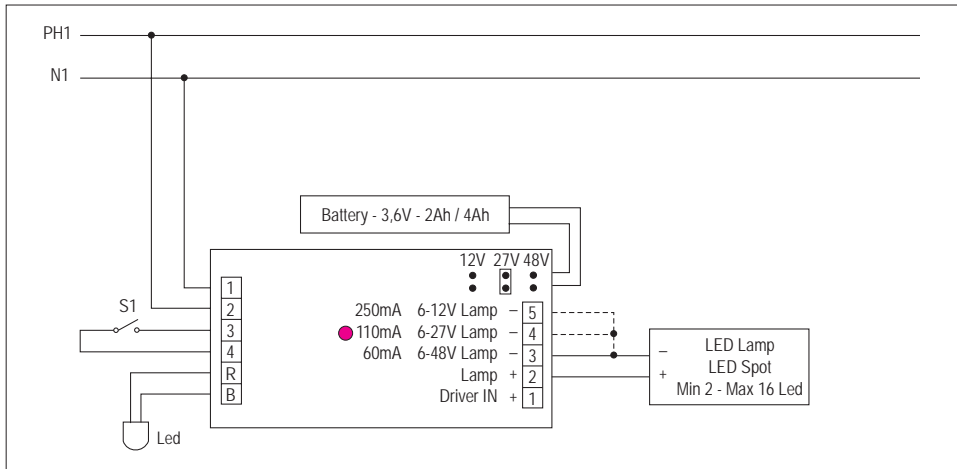 PH1
N1
Battery - 3,6V - 2Ah / 4Ah
12V 27V 48V
S1
1
2
3
4
R
B
250mA 6-12V Lamp – 5
110mA 6-27V Lamp – 4
60mA 6-48V Lamp – 3
Lamp + 2
Driver IN + 1
– LED Lamp
LED Spot
+ Min 2 - Max 16 Led
Led